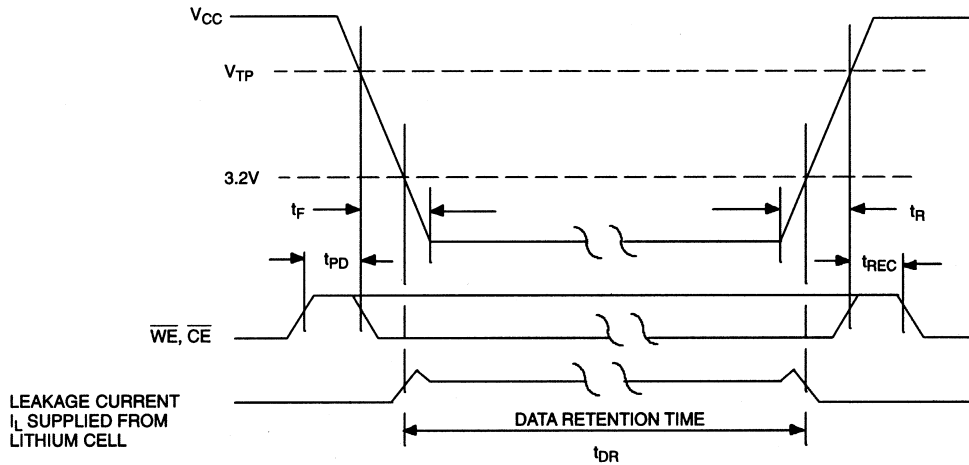 VCC
VTP
3.2V
tF
tR
tPD
tREC
WE, CE
LEAKAGE CURRENT
IL SUPPLIED FROM
LITHIUM CELL
DATA RETENTION TIME
tDR